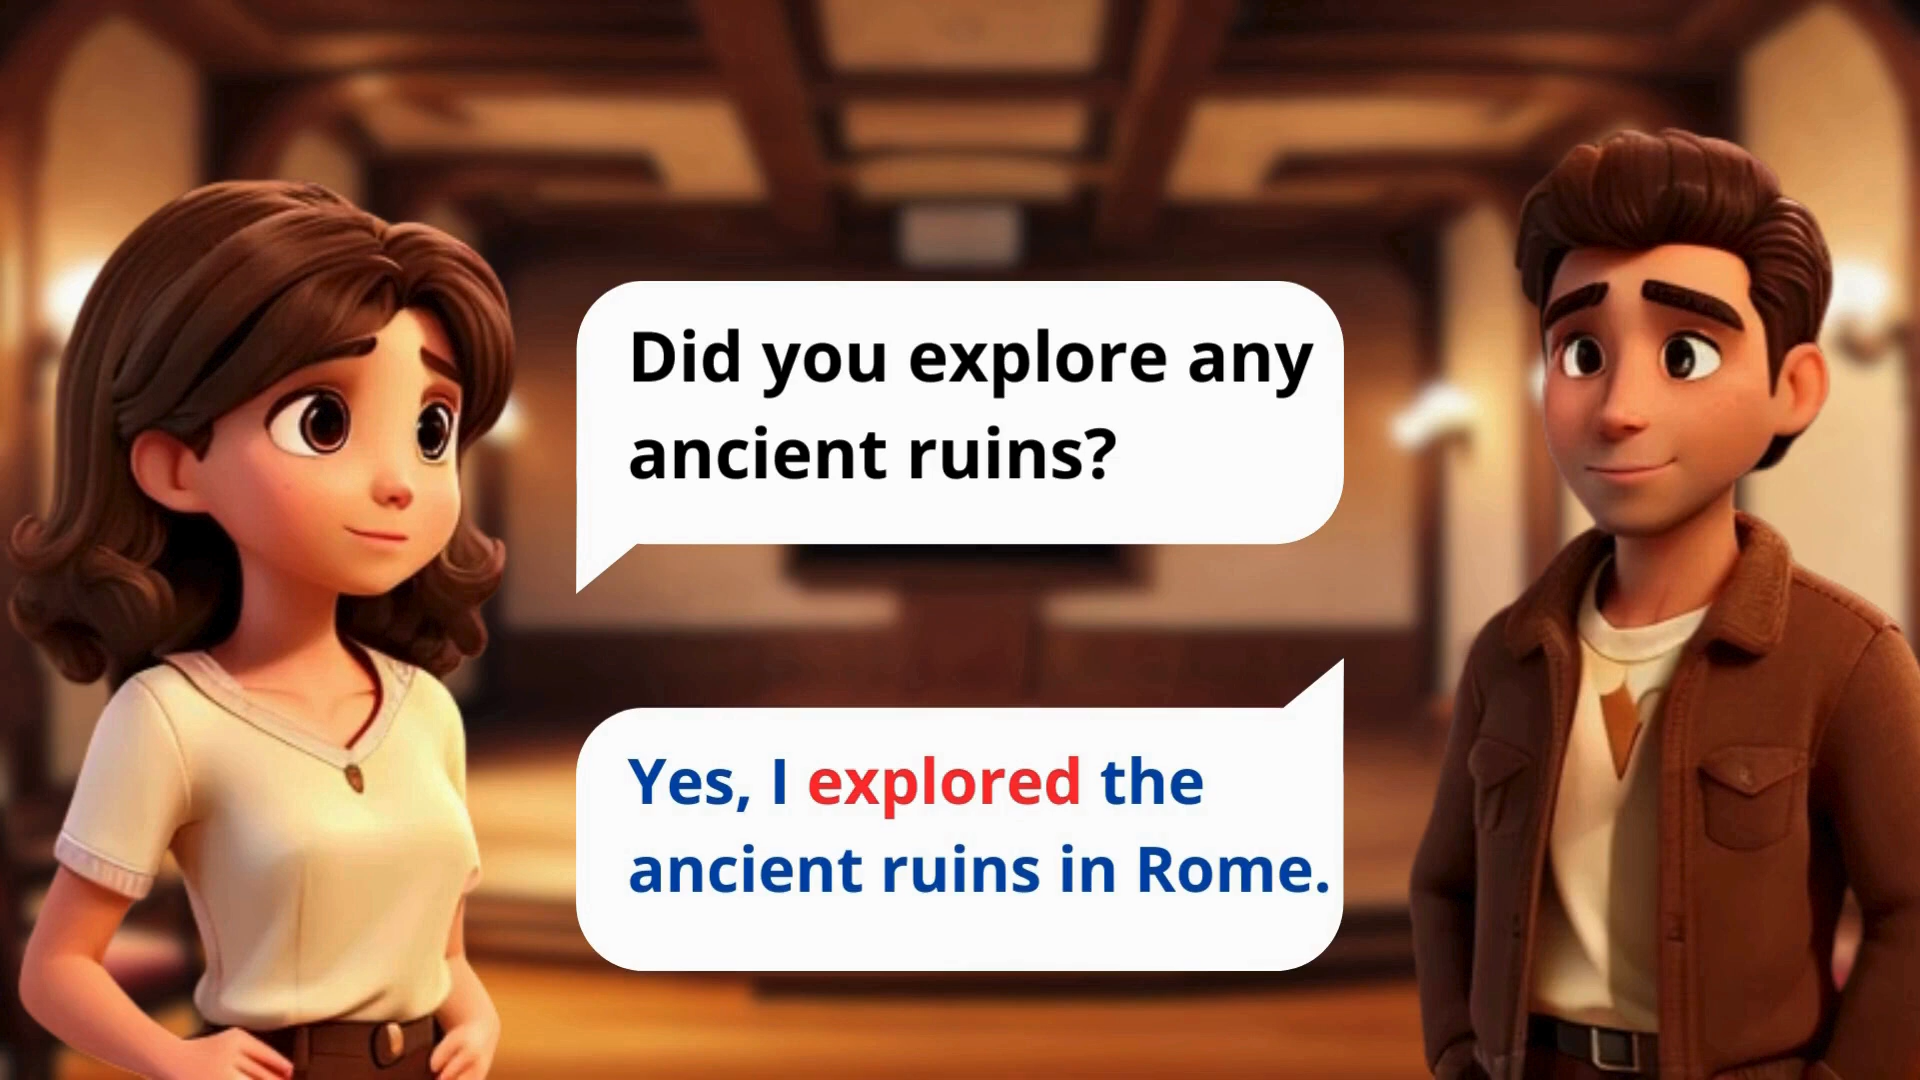 Did you explore any
ancient ruins?
Yes, I explored the
ancient ruins in Rome.